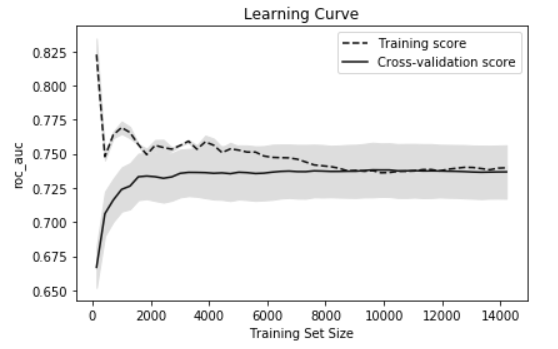 Learning Curve
Training score
Cross-validation score
roc_auc
0.825
0.800
0.775
0.750
0.725
0.700
0.675
0.650
0 2000 4000 6000 8000 10000 12000 14000
Training Set Size